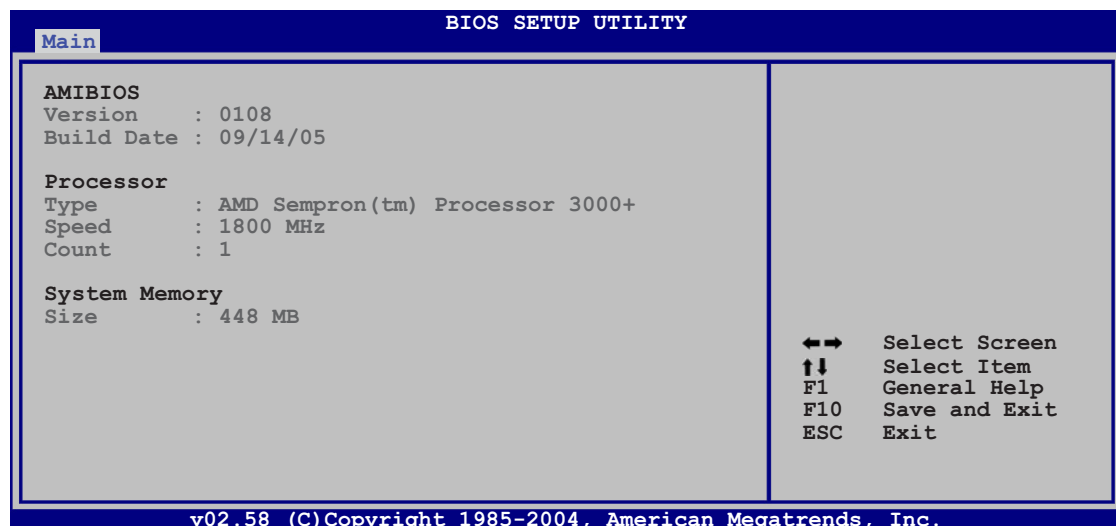 BIOS SETUP UTILITY
Main
AMIBIOS
Version : 0108
Build Date : 09/14/05
Processor
Type : AMD Sempron(tm) Processor 3000+
Speed : 1800 MHz
Count : 1
System Memory
Size : 448 MB
←→ Select Screen
↑↓ Select Item
F1 General Help
F10 Save and Exit
ESC Exit
v02.58 (C)Copyright 1985-2004, American Megatrends, Inc.